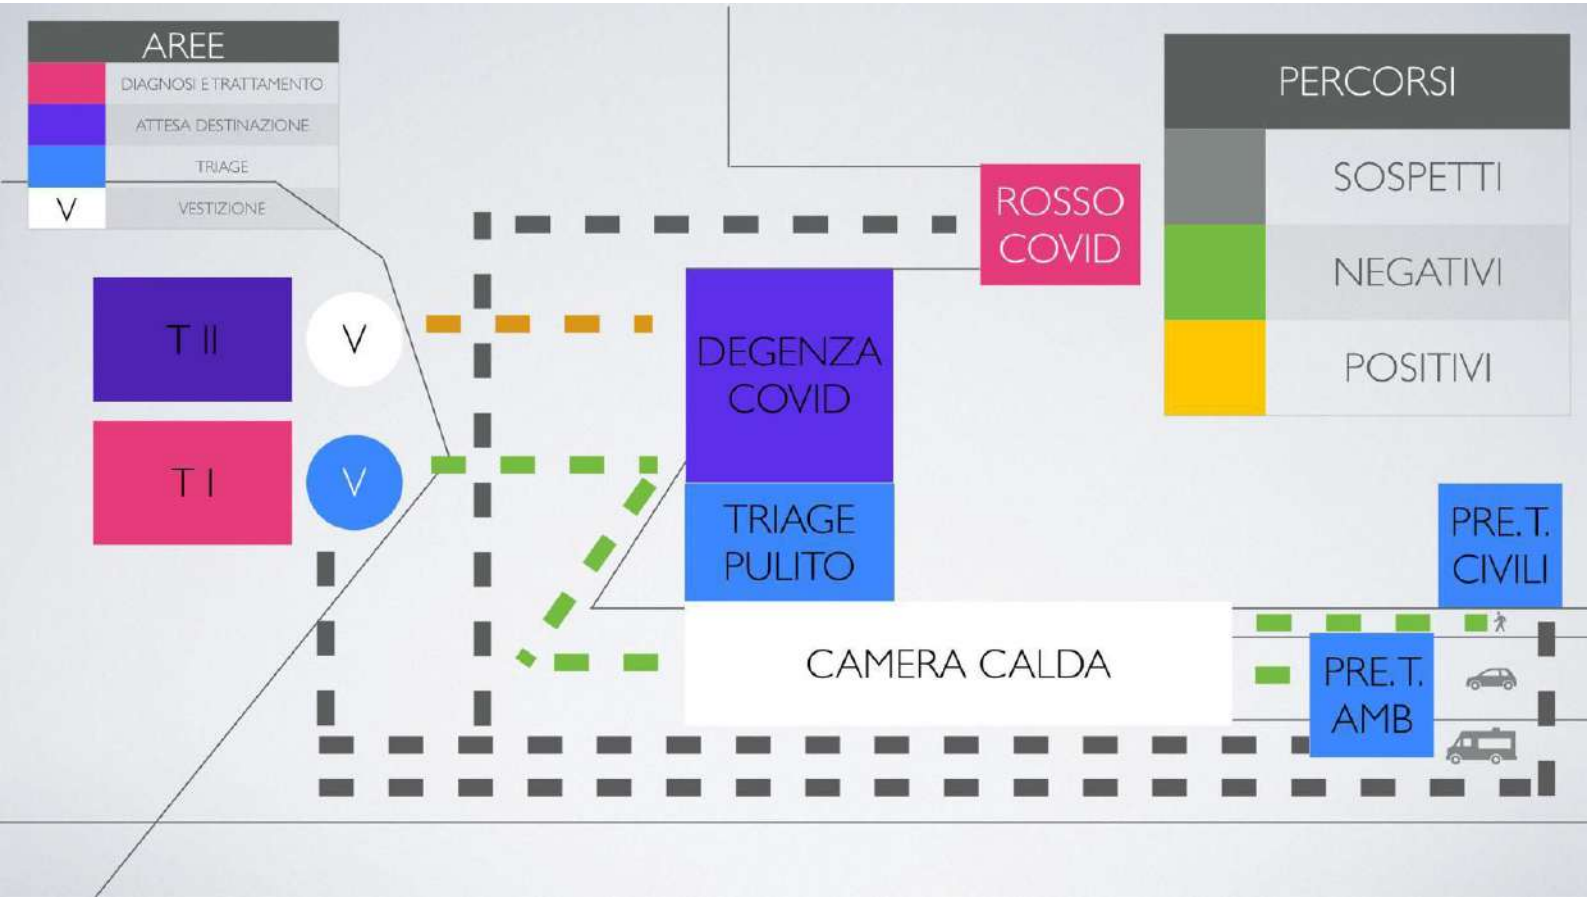 AREE
DIAGNOSI E TRATTAMENTO
ATTESA DESTINAZIONE
TRIAGE
V
VESTIZIONE
PERCORSI
SOSPETTI
NEGATIVI
POSITIVI
ROSSO
COVID
T II
V
DEGENZA
COVID
T I
V
TRIAGE
PULITO
PRE.T.
CIVILI
CAMERA CALDA
PRE.T.
AMB